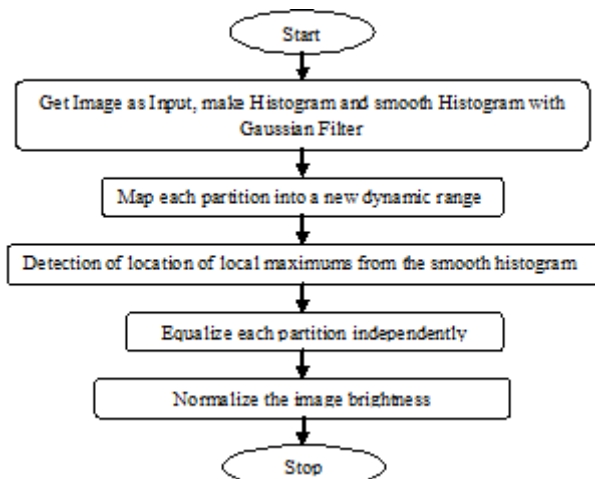 Start
Get Image as Input, make Histogram and smooth Histogram with
Gaussian Filter
Map each partition into a new dynamic range
Detection of location of local maximums from the smooth histogram
Equalize each partition independently
Normalize the image brightness
Stop